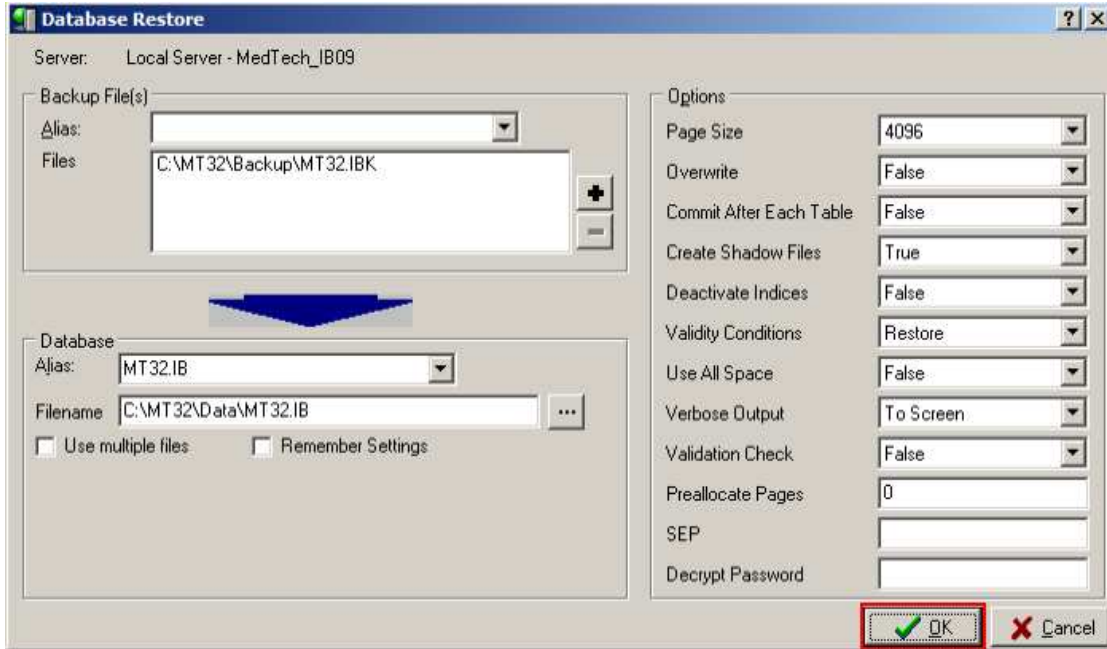 Database Restore
Server: Local Server - MedTech_IB09
Backup File(s)
Alias:
Files C:\MT32\Backup\MT32.IBK
Database
Alias: MT32.IB
Filename C:\MT32\Data\MT32.IB ...
Use multiple files Remember Settings
Options
Page Size 4096
Overwrite False
Commit After Each Table False
Create Shadow Files True
Deactivate Indices False
Validity Conditions Restore
Use All Space False
Verbose Output To Screen
Validation Check False
Preallocate Pages 0
SEP
Decrypt Password
OK Cancel